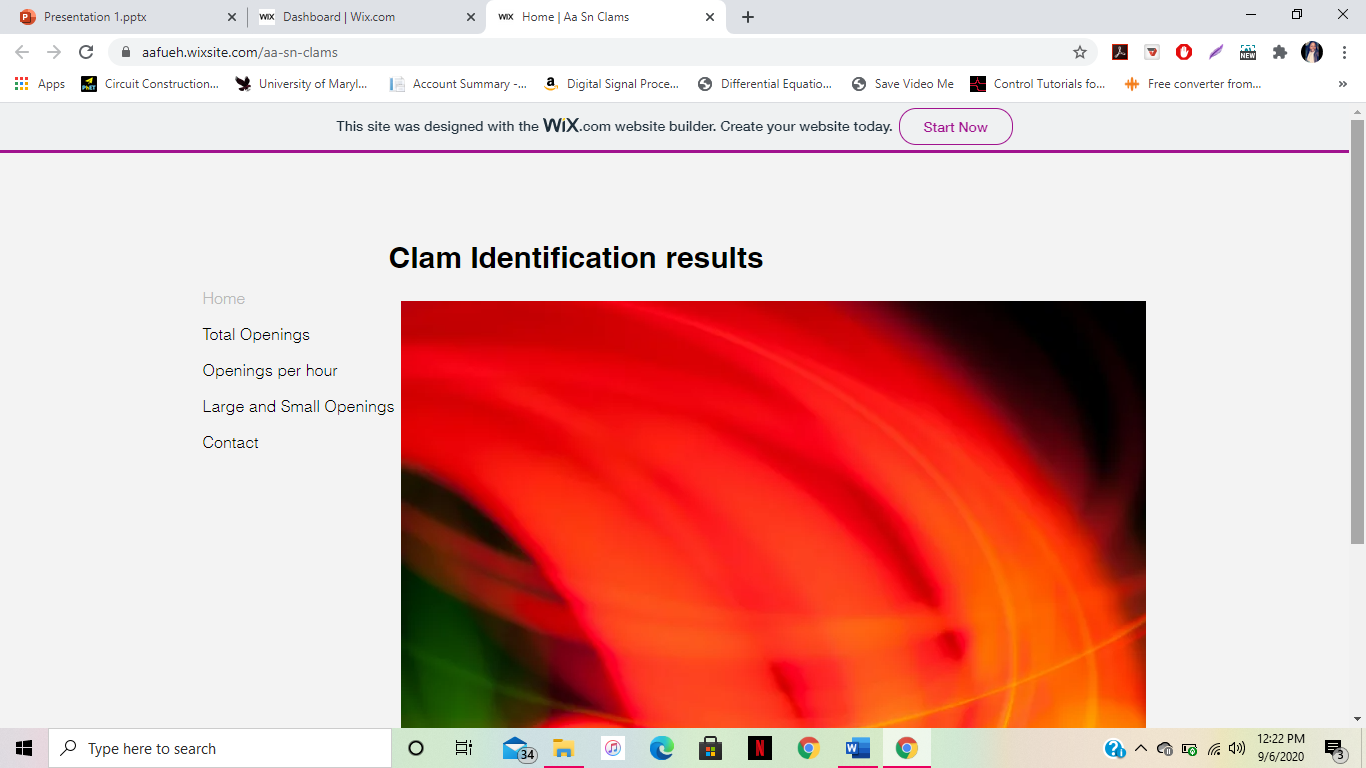 Presentation 1.pptx
WiX Dashboard | Wix.com
WiX Home | Aa Sn Clams
aafueh.wixsite.com/aa-sn-clams
NEW
Apps
PhET Circuit Construction...
University of Maryl...
Account Summary -...
a Digital Signal Proce...
Differential Equatio...
Save Video Me
Control Tutorials fo...
Free converter from...
»
This site was designed with the WiX.com website builder. Create your website today.
Start Now
Clam Identification results
Home
Total Openings
Openings per hour
Large and Small Openings
Contact
Type here to search
34
N
W
12:22 PM
9/6/2020
3